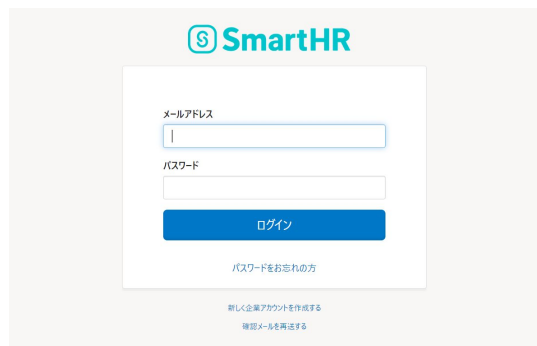 SmartHR
メールアドレス
パスワード
ログイン
パスワードをお忘れの方
新しく企業アカウントを作成する
確認メールを再送する